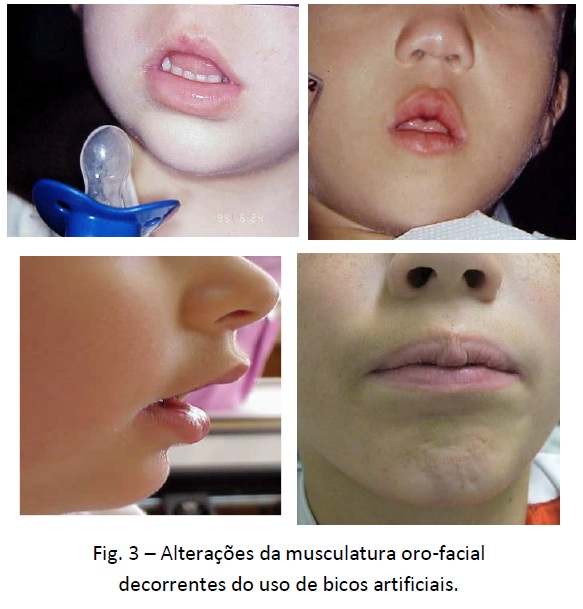 Fig. 3 – Alterações da musculatura oro-facial
decorrentes do uso de bicos artificiais.